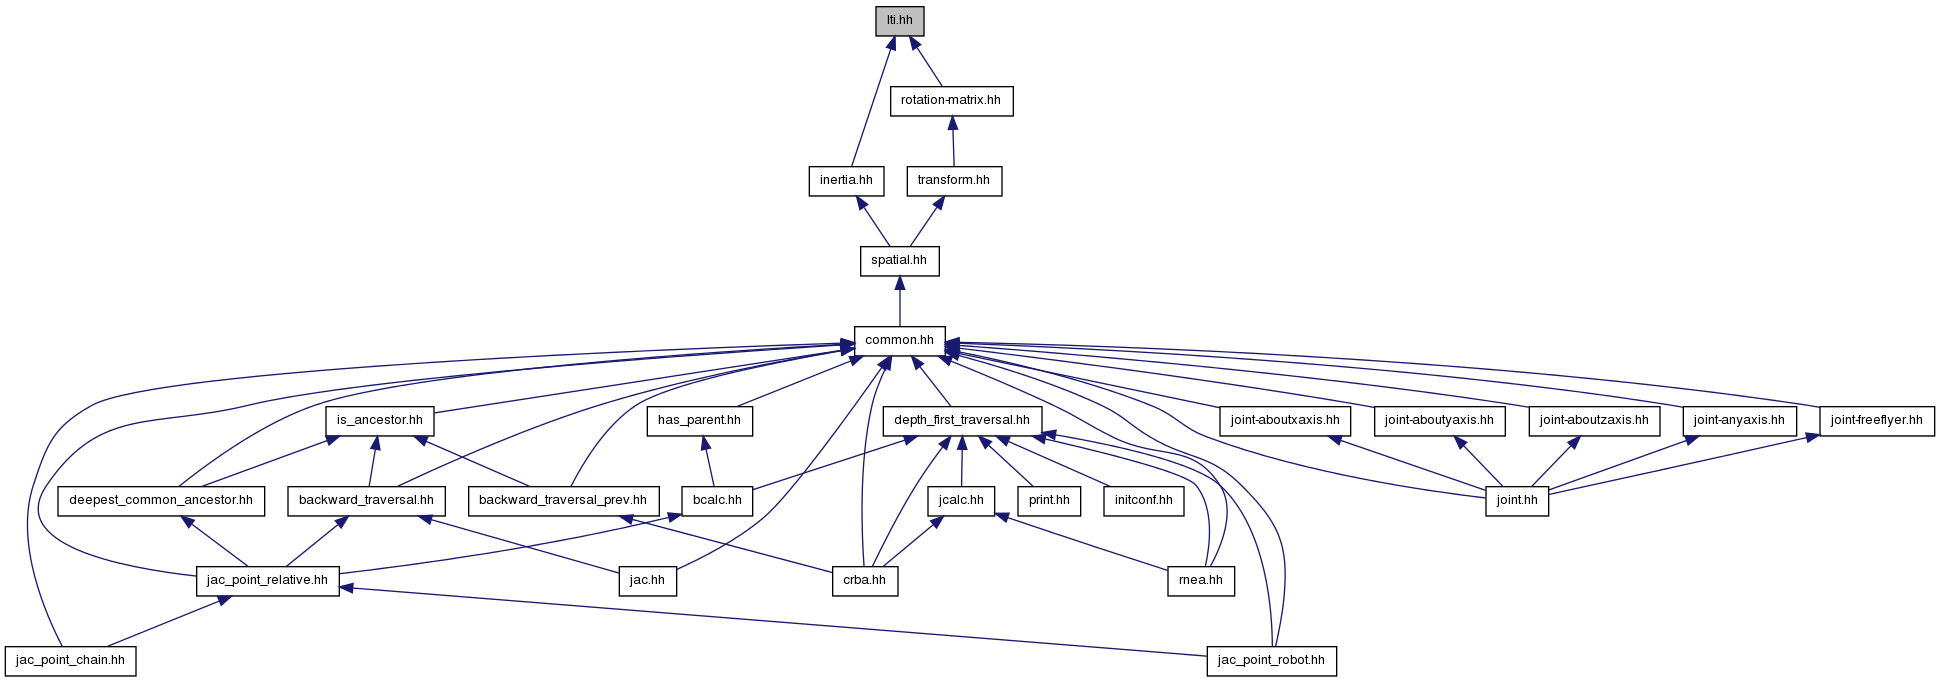 lti.hh
rotation-matrix.hh
inertia.hh
transform.hh
spatial.hh
common.hh
is_ancestor.hh
has_parent.hh
depth_first_traversal.hh
joint-aboutxaxis.hh
joint-aboutyaxis.hh
joint-aboutzaxis.hh
joint-anyaxis.hh
joint-freeflyer.hh
deepest_common_ancestor.hh
backward_traversal.hh
backward_traversal_prev.hh
bcalc.hh
jcalc.hh
print.hh
initconf.hh
joint.hh
jac_point_relative.hh
jac.hh
crba.hh
rnea.hh
jac_point_chain.hh
jac_point_robot.hh